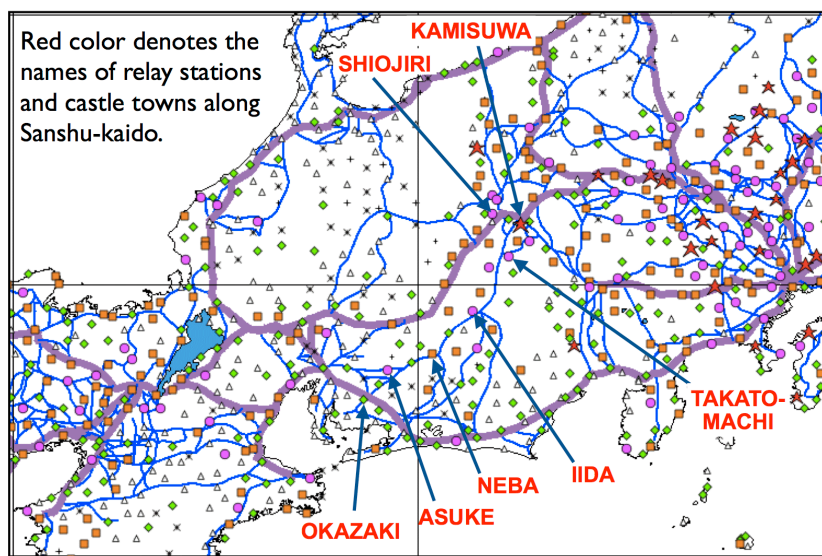 Red color denotes the
names of relay stations
and castle towns along
Sanshu-kaido.
KAMISUWA
SHIOJIRI
TAKATO-
MACHI
IIDA
NEBA
ASUKE
OKAZAKI